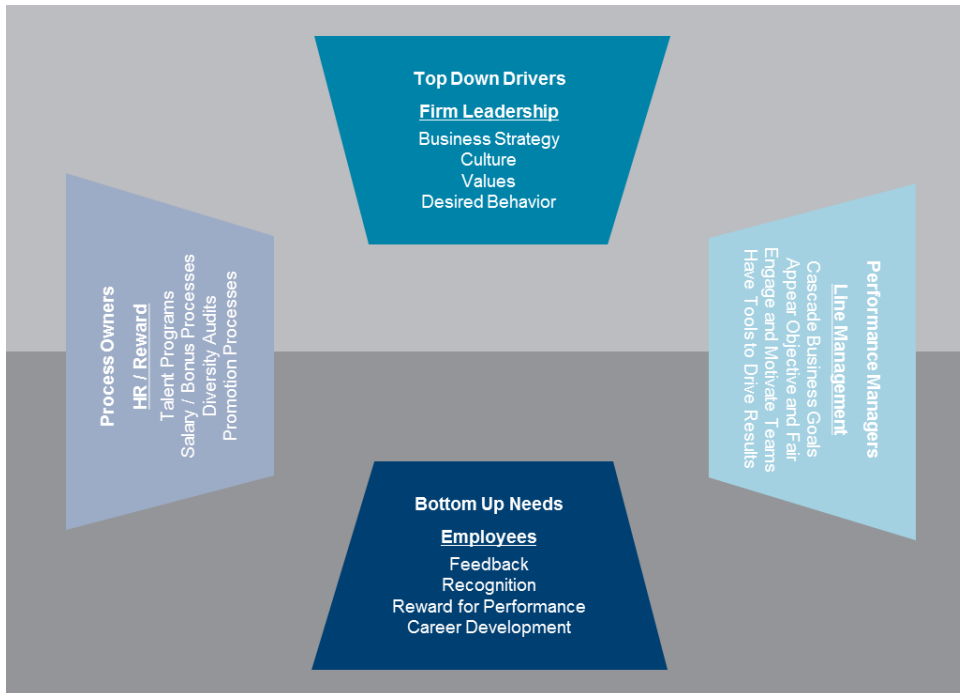 Top Down Drivers
Firm Leadership
Business Strategy
Culture
Values
Desired Behavior
Process Owners
HR / Reward
Talent Programs
Salary / Bonus Processes
Diversity Audits
Promotion Processes
Performance Managers
Line Management
Cascade Business Goals
Appear Objective and Fair
Engage and Motivate Teams
Have Tools to Drive Results
Bottom Up Needs
Employees
Feedback
Recognition
Reward for Performance
Career Development